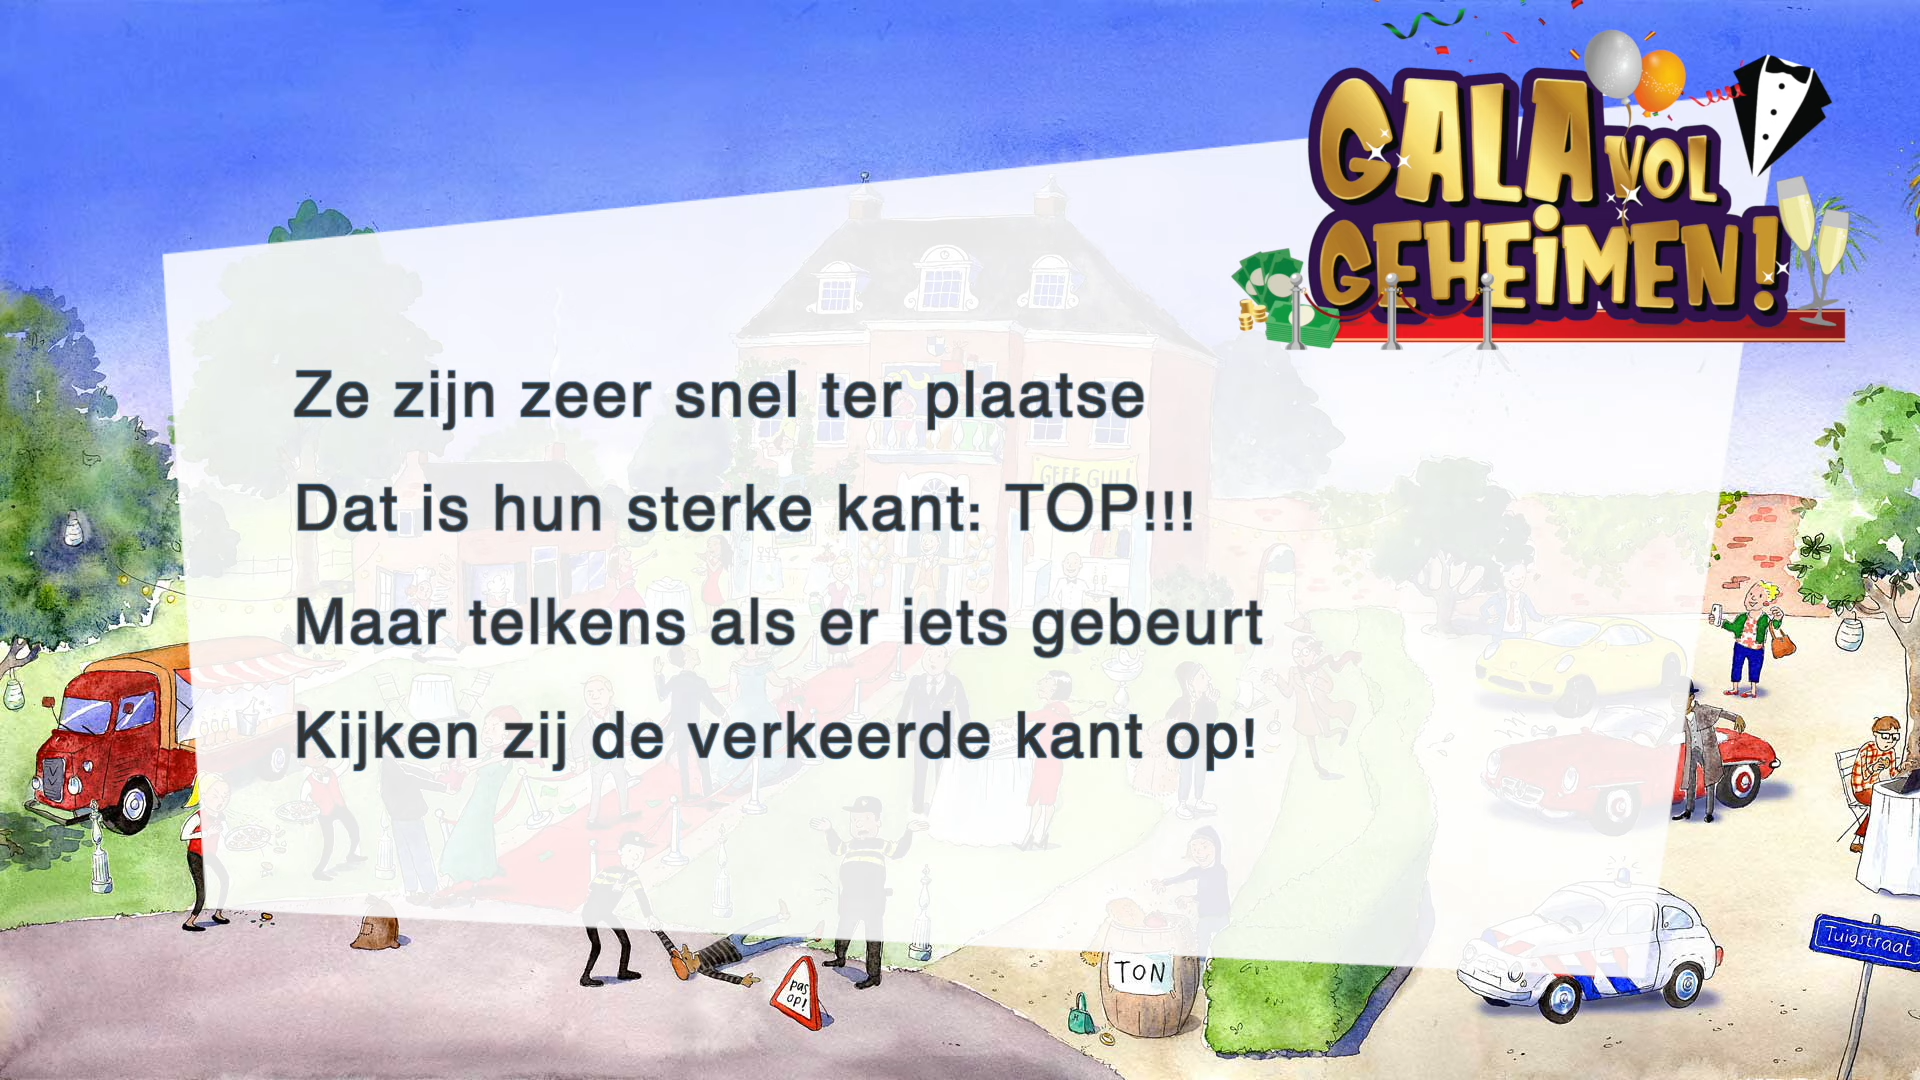 GALA VOL
GEHEIMEN!
Ze zijn zeer snel ter plaatse
Dat is hun sterke kant: TOP!!!
Maar telkens als er iets gebeurt
Kijken zij de verkeerde kant op!
TON
pas
op!
Tuigstraat